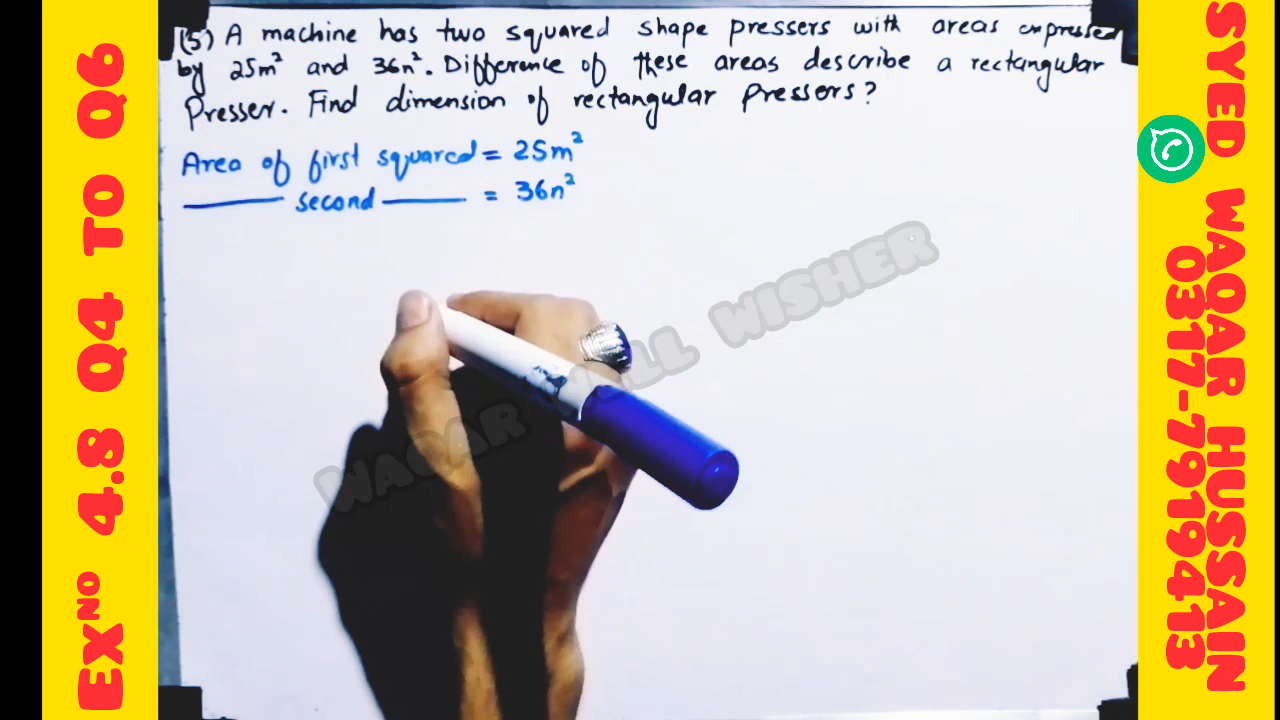 (5) A machine has two squared shape pressers with areas expressed
by 25m² and 36n². Difference of these areas describe a rectangular
Presser. Find dimension of rectangular Pressers?
Area of first squared = 25m²
——— second ——— = 36n²
WAQAR WALL WISHER
Exᴺᴼ 4.8 Q4 TO Q6
SYED WAQAR HUSSAIN
0317-7919413